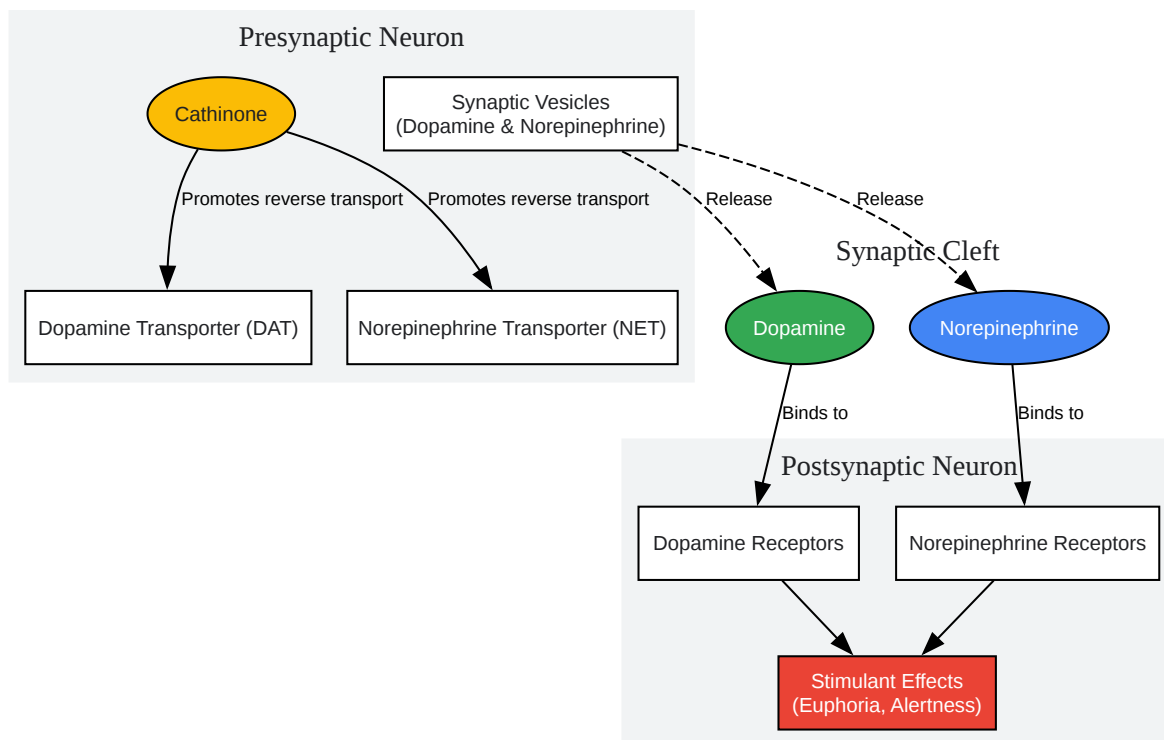 Presynaptic Neuron
Cathinone
Synaptic Vesicles
(Dopamine & Norepinephrine)
Promotes reverse transport
Promotes reverse transport
Release
Release
Synaptic Cleft
Dopamine Transporter (DAT)
Norepinephrine Transporter (NET)
Dopamine
Norepinephrine
Binds to
Binds to
Postsynaptic Neuron
Dopamine Receptors
Norepinephrine Receptors
Stimulant Effects
(Euphoria, Alertness)